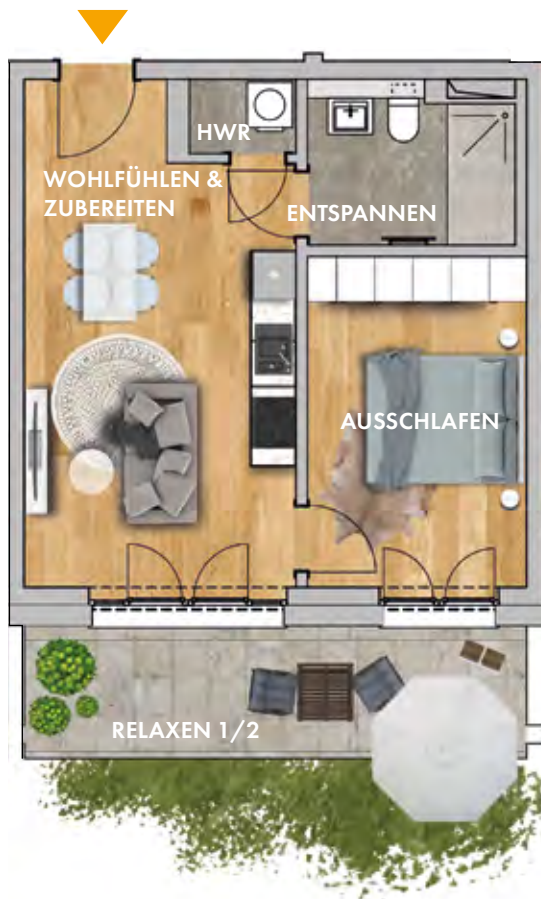 HWR
WOHLFÜHLEN &
ZUBEREITEN
ENTSPANNEN
AUSSCHLAFEN
RELAXEN 1/2